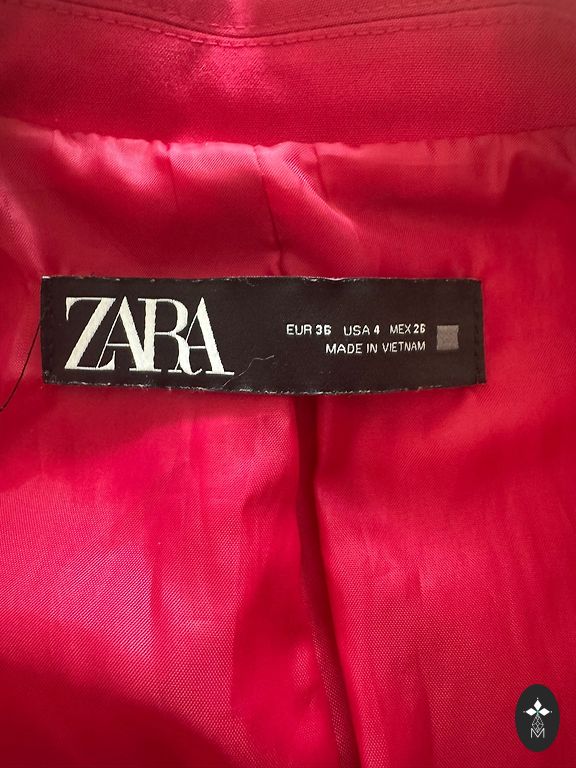 ZARA
EUR 36 USA 4 MEX 26
MADE IN VIETNAM
M